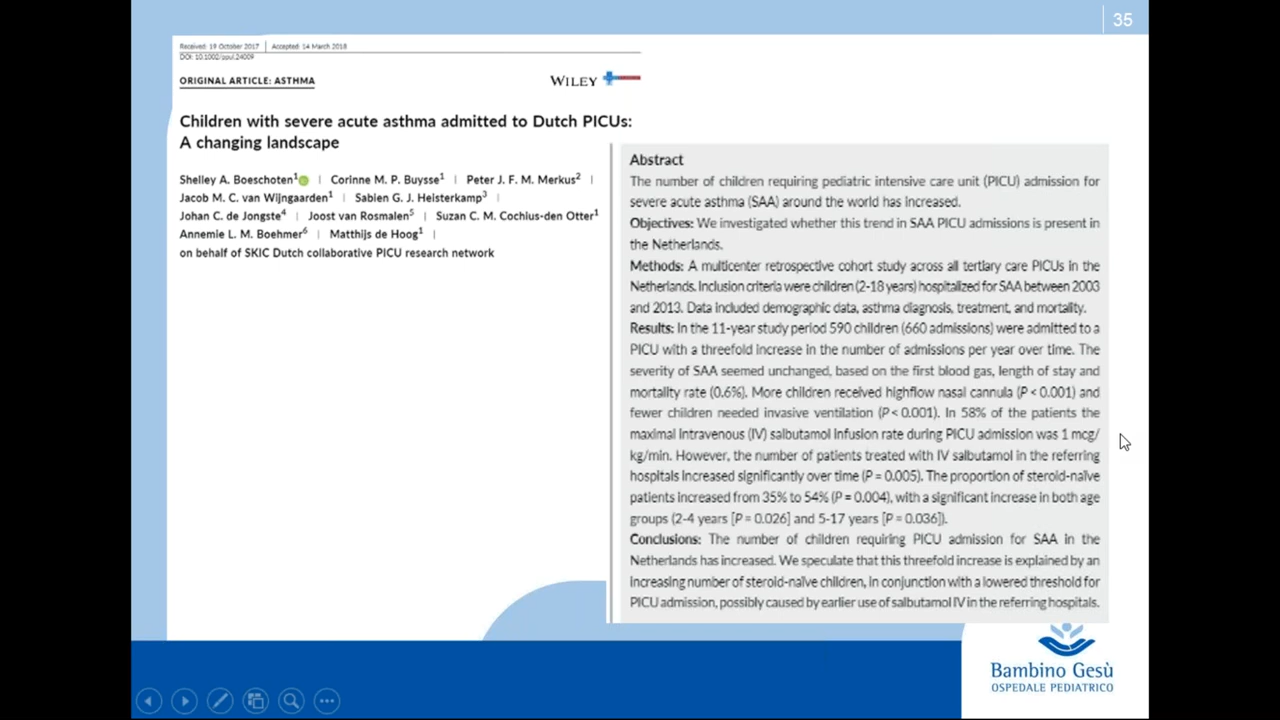 35
Received: 19 October 2017 | Accepted: 14 March 2018
DOI: 10.1002/ppul.24009
ORIGINAL ARTICLE: ASTHMA
WILEY
Children with severe acute asthma admitted to Dutch PICUs:
A changing landscape
Shelley A. Boeschoten1 | Corinne M. P. Buysse1 | Peter J. F. M. Merkus2 |
Jacob M. C. van Wijngaarden1 | Sabien G. J. Heisterkamp3 |
Johan C. de Jongste4 | Joost van Rosmalen5 | Suzan C. M. Cochius-den Otter1
Annemie L. M. Boehmer6 | Matthijs de Hoog1 |
on behalf of SKIC Dutch collaborative PICU research network
Abstract
The number of children requiring pediatric intensive care unit (PICU) admission for
severe acute asthma (SAA) around the world has increased.
Objectives: We investigated whether this trend in SAA PICU admissions is present in
the Netherlands.
Methods: A multicenter retrospective cohort study across all tertiary care PICUs in the
Netherlands. Inclusion criteria were children (2-18 years) hospitalized for SAA between 2003
and 2013. Data included demographic data, asthma diagnosis, treatment, and mortality.
Results: In the 11-year study period 590 children (660 admissions) were admitted to a
PICU with a threefold increase in the number of admissions per year over time. The
severity of SAA seemed unchanged, based on the first blood gas, length of stay and
mortality rate (0.6%). More children received highflow nasal cannula (P < 0.001) and
fewer children needed invasive ventilation (P < 0.001). In 58% of the patients the
maximal intravenous (IV) salbutamol infusion rate during PICU admission was 1 mcg/
kg/min. However, the number of patients treated with IV salbutamol in the referring
hospitals increased significantly over time (P = 0.005). The proportion of steroid-naïve
patients increased from 35% to 54% (P = 0.004), with a significant increase in both age
groups (2-4 years [P = 0.026] and 5-17 years [P = 0.036]).
Conclusions: The number of children requiring PICU admission for SAA in the
Netherlands has increased. We speculate that this threefold increase is explained by an
increasing number of steroid-naïve children, in conjunction with a lowered threshold for
PICU admission, possibly caused by earlier use of salbutamol IV in the referring hospitals.
Bambino Gesù
OSPEDALE PEDIATRICO